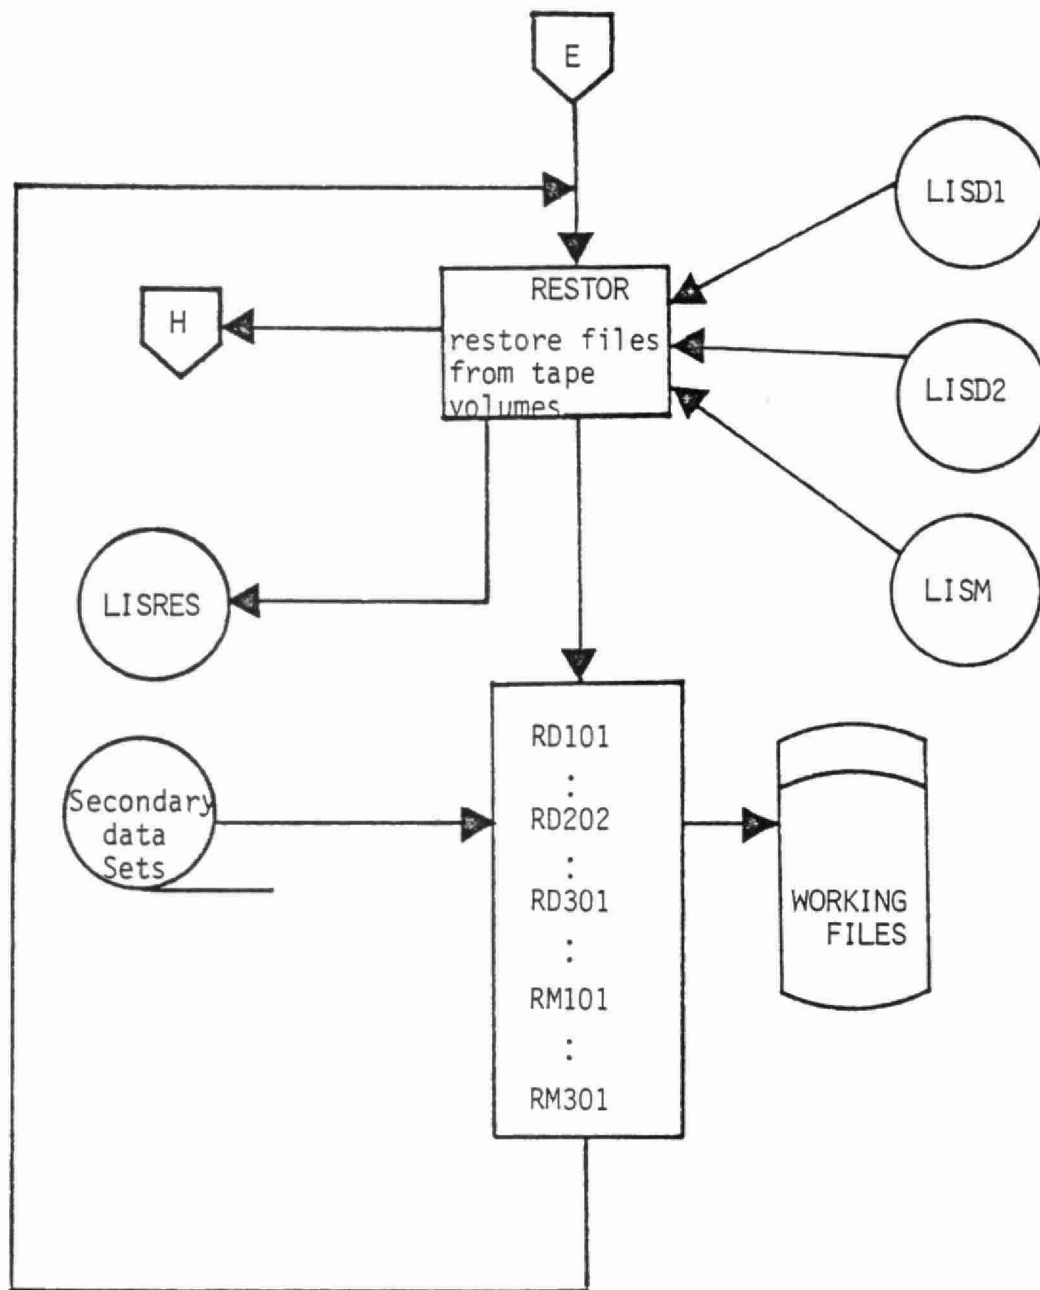 E
LISD1
RESTOR
restore files
from tape
volumes
H
LISD2
LISM
LISRES
RD101
:
RD202
:
RD301
:
RM101
:
RM301
Secondary
data
Sets
WORKING
FILES